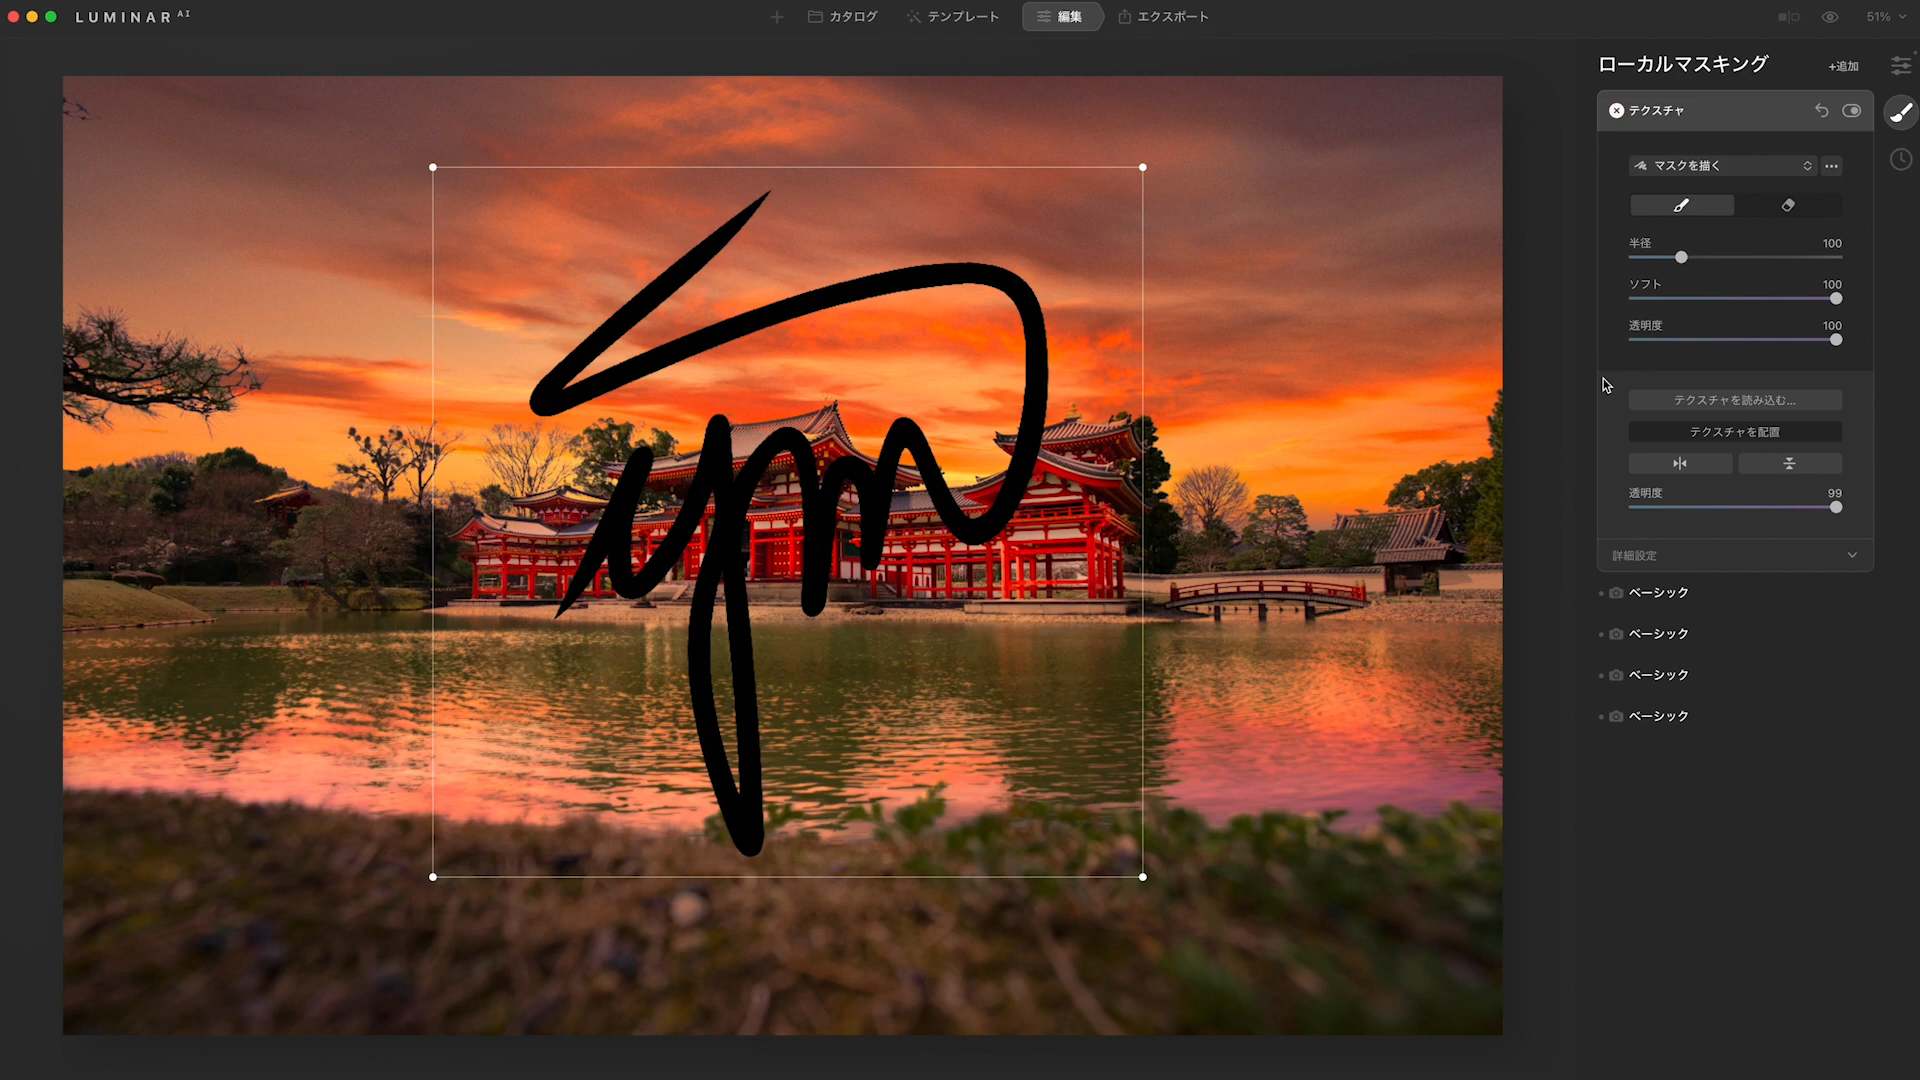 LUMINAR AI
カタログ
テンプレート
編集
エクスポート
51%
ローカルマスキング
+追加
テクスチャ
マスクを描く
半径 100
ソフト 100
透明度 100
テクスチャを読み込む...
テクスチャを配置
透明度 99
詳細設定
ベーシック
ベーシック
ベーシック
ベーシック